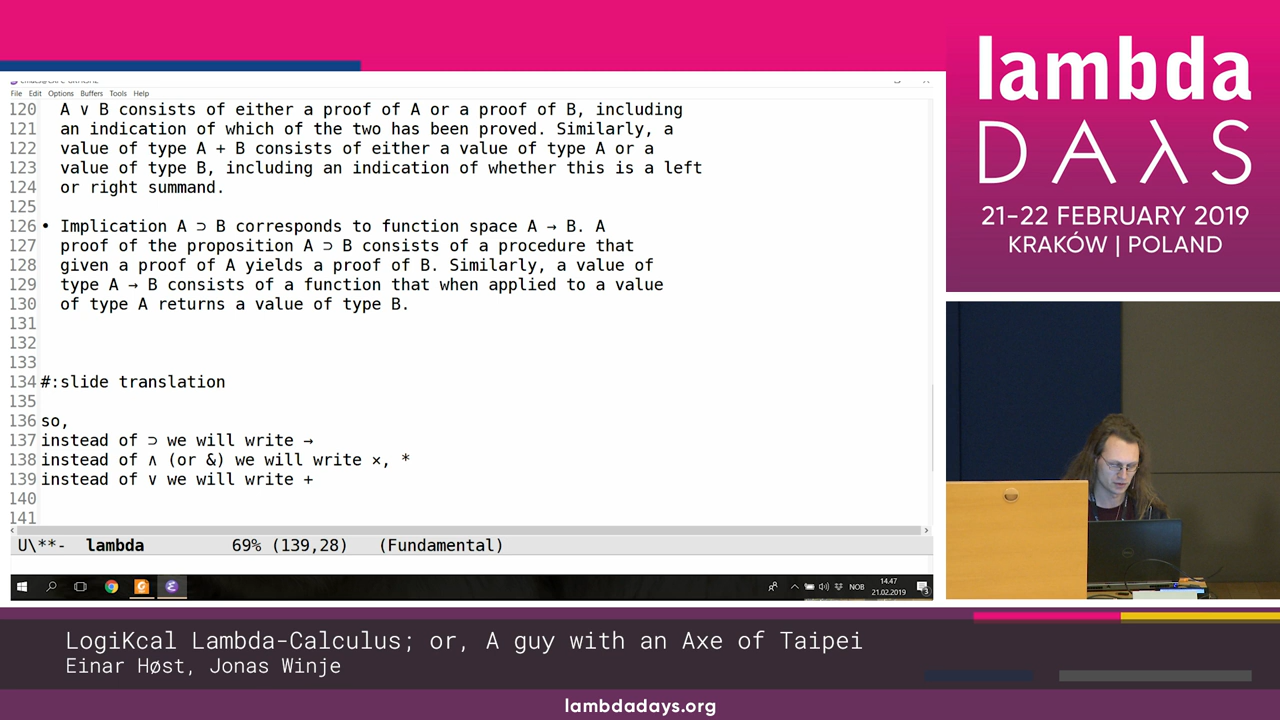 File Edit Options Buffers Tools Help
120 A ∨ B consists of either a proof of A or a proof of B, including
121 an indication of which of the two has been proved. Similarly, a
122 value of type A + B consists of either a value of type A or a
123 value of type B, including an indication of whether this is a left
124 or right summand.
125
126 • Implication A ⊃ B corresponds to function space A → B. A
127 proof of the proposition A ⊃ B consists of a procedure that
128 given a proof of A yields a proof of B. Similarly, a value of
129 type A → B consists of a function that when applied to a value
130 of type A returns a value of type B.
131
132
133
134 #:slide translation
135
136 so,
137 instead of ⊃ we will write →
138 instead of ∧ (or &) we will write ×, *
139 instead of ∨ we will write +
140
141
U\**- lambda 69% (139,28) (Fundamental)
NOB
14.47
21.02.2019
3
lambda
DAλS
21-22 FEBRUARY 2019
KRAKÓW | POLAND
LogiKcal Lambda-Calculus; or, A guy with an Axe of Taipei
Einar Høst, Jonas Winje
lambdadays.org